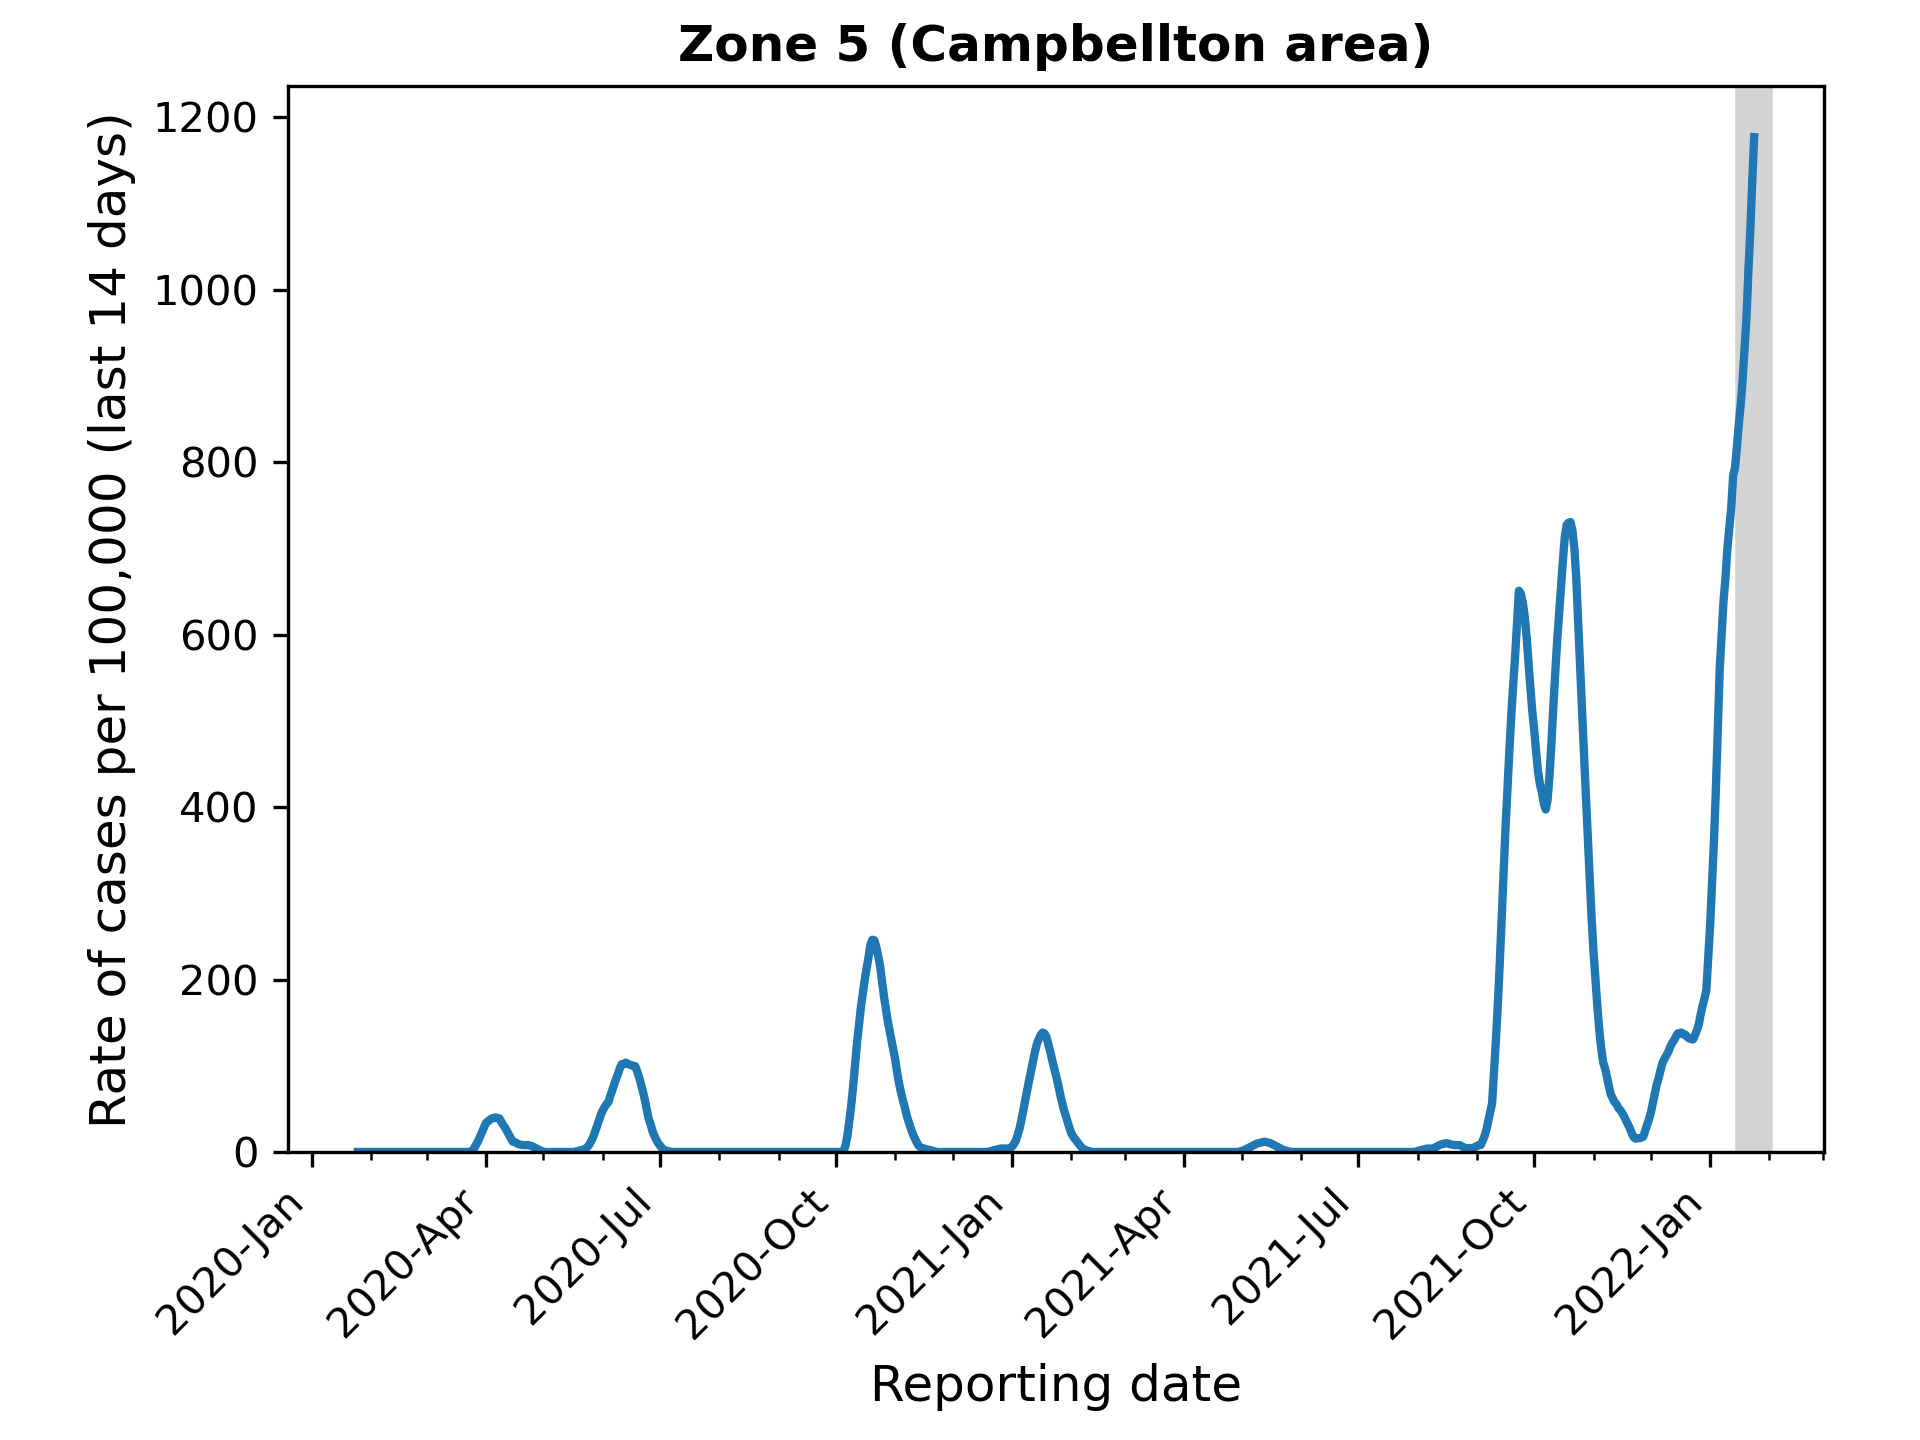 Zone 5 (Campbellton area)
Rate of cases per 100,000 (last 14 days)
1200
1000
800
600
400
200
0
2020-Jan
2020-Apr
2020-Jul
2020-Oct
2021-Jan
2021-Apr
2021-Jul
2021-Oct
2022-Jan
Reporting date